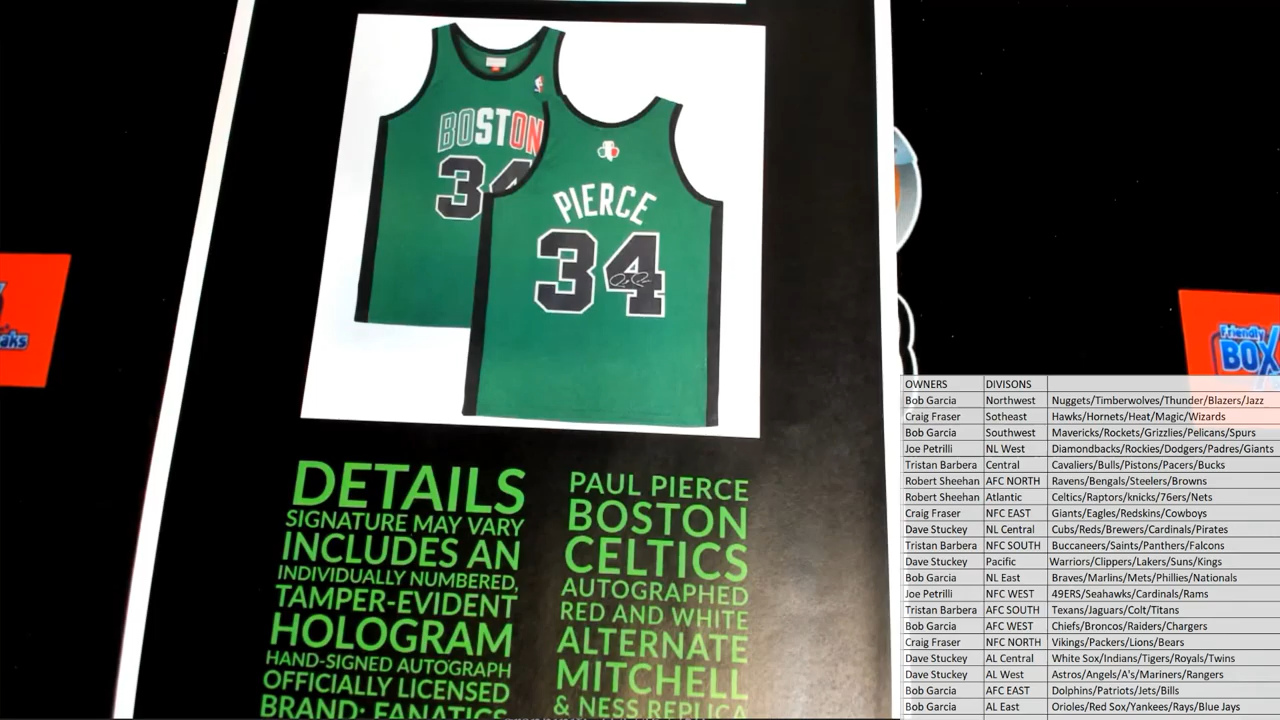 BOSTON
34
PIERCE
34
DETAILS
SIGNATURE MAY VARY
INCLUDES AN
INDIVIDUALLY NUMBERED,
TAMPER-EVIDENT
HOLOGRAM
HAND-SIGNED AUTOGRAPH
OFFICIALLY LICENSED
BRAND: FANATICS
PAUL PIERCE
BOSTON
CELTICS
AUTOGRAPHED
RED AND WHITE
ALTERNATE
MITCHELL
& NESS REPLICA
aks
Friendly
BOX
OWNERS DIVISONS
Bob Garcia Northwest Nuggets/Timberwolves/Thunder/Blazers/Jazz
Craig Fraser Sotheast Hawks/Hornets/Heat/Magic/Wizards
Bob Garcia Southwest Mavericks/Rockets/Grizzlies/Pelicans/Spurs
Joe Petrilli NL West Diamondbacks/Rockies/Dodgers/Padres/Giants
Tristan Barbera Central Cavaliers/Bulls/Pistons/Pacers/Bucks
Robert Sheehan AFC NORTH Ravens/Bengals/Steelers/Browns
Robert Sheehan Atlantic Celtics/Raptors/knicks/76ers/Nets
Craig Fraser NFC EAST Giants/Eagles/Redskins/Cowboys
Dave Stuckey NL Central Cubs/Reds/Brewers/Cardinals/Pirates
Tristan Barbera NFC SOUTH Buccaneers/Saints/Panthers/Falcons
Dave Stuckey Pacific Warriors/Clippers/Lakers/Suns/Kings
Bob Garcia NL East Braves/Marlins/Mets/Phillies/Nationals
Joe Petrilli NFC WEST 49ERS/Seahawks/Cardinals/Rams
Tristan Barbera AFC SOUTH Texans/Jaguars/Colt/Titans
Bob Garcia AFC WEST Chiefs/Broncos/Raiders/Chargers
Craig Fraser NFC NORTH Vikings/Packers/Lions/Bears
Dave Stuckey AL Central White Sox/Indians/Tigers/Royals/Twins
Dave Stuckey AL West Astros/Angels/A's/Mariners/Rangers
Bob Garcia AFC EAST Dolphins/Patriots/Jets/Bills
Bob Garcia AL East Orioles/Red Sox/Yankees/Rays/Blue Jays